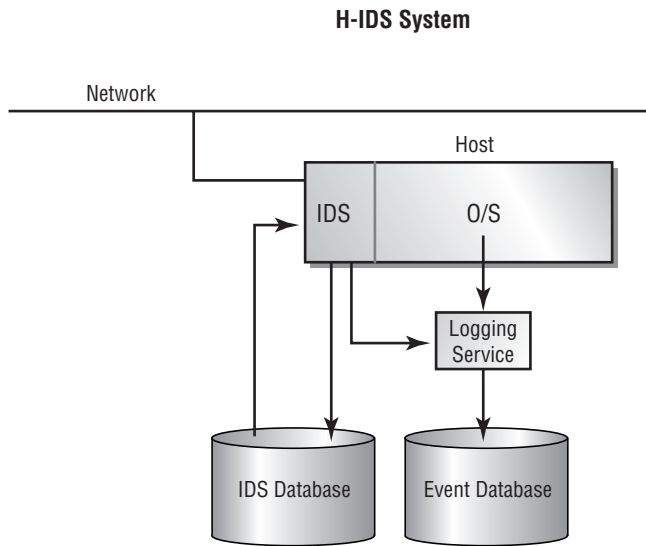 H-IDS System
Network
Host
IDS
O/S
Logging
Service
IDS Database
Event Database